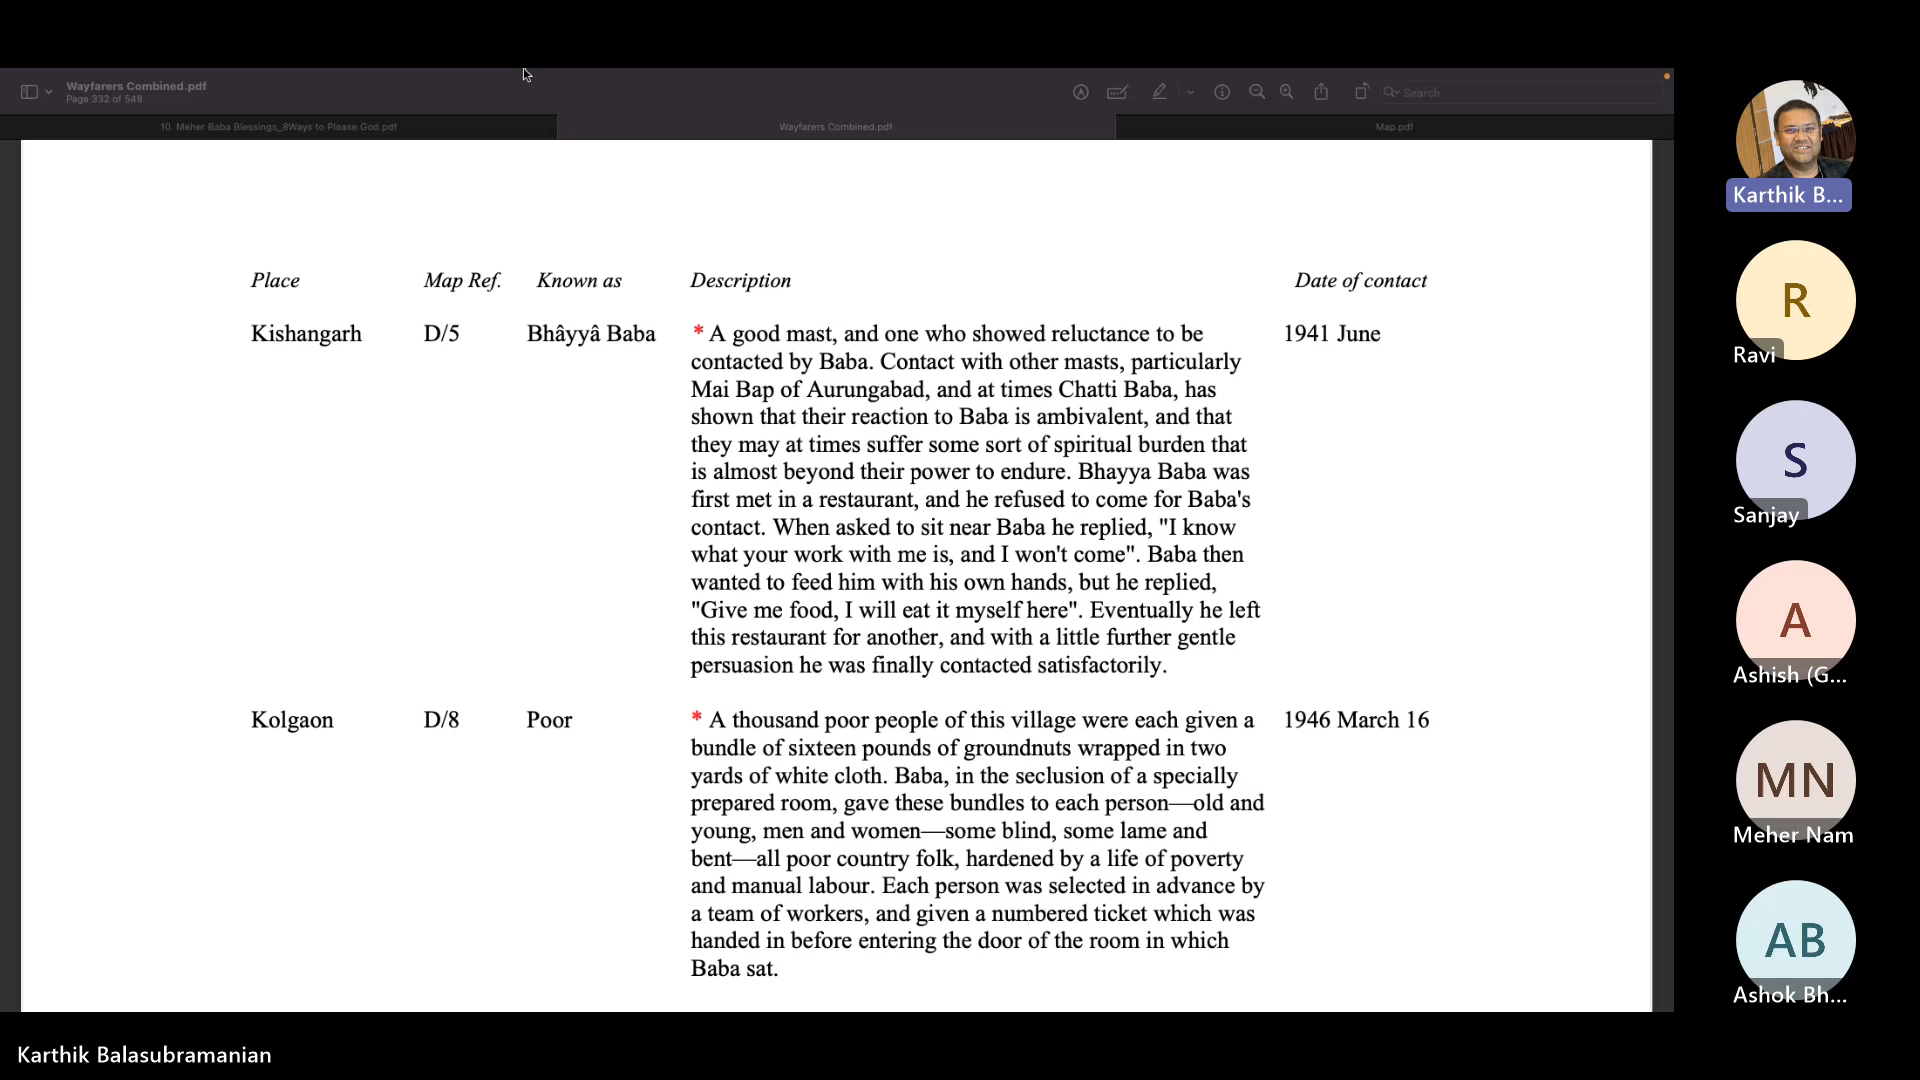 Wayfarers Combined.pdf
Page 332 of 548
Search
10. Meher Baba Blessings_8Ways to Please God.pdf
Wayfarers Combined.pdf
Map.pdf
Place Map Ref. Known as Description Date of contact
Kishangarh D/5 Bhâyyâ Baba * A good mast, and one who showed reluctance to be 1941 June
contacted by Baba. Contact with other masts, particularly
Mai Bap of Aurungabad, and at times Chatti Baba, has
shown that their reaction to Baba is ambivalent, and that
they may at times suffer some sort of spiritual burden that
is almost beyond their power to endure. Bhayya Baba was
first met in a restaurant, and he refused to come for Baba's
contact. When asked to sit near Baba he replied, "I know
what your work with me is, and I won't come". Baba then
wanted to feed him with his own hands, but he replied,
"Give me food, I will eat it myself here". Eventually he left
this restaurant for another, and with a little further gentle
persuasion he was finally contacted satisfactorily.
Kolgaon D/8 Poor * A thousand poor people of this village were each given a 1946 March 16
bundle of sixteen pounds of groundnuts wrapped in two
yards of white cloth. Baba, in the seclusion of a specially
prepared room, gave these bundles to each person—old and
young, men and women—some blind, some lame and
bent—all poor country folk, hardened by a life of poverty
and manual labour. Each person was selected in advance by
a team of workers, and given a numbered ticket which was
handed in before entering the door of the room in which
Baba sat.
Karthik B...
R
Ravi
S
Sanjay
A
Ashish (G...
MN
Meher Nam
AB
Ashok Bh...
Karthik Balasubramanian